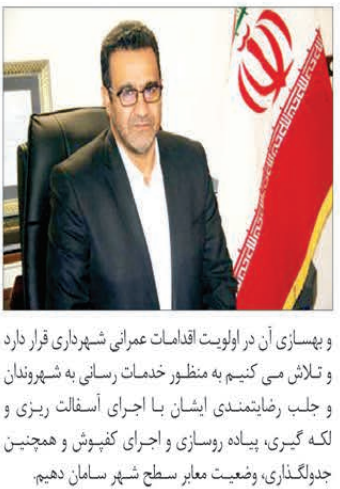 و بهسازی آن در اولویت اقدامات عمرانی شهرداری قرار دارد
و تلاش می کنیم به منظور خدمات رسانی به شهروندان
و جلب رضایتمندی ایشان با اجرای آسفالت ریزی و
لکه گیری، پیاده روسازی و اجرای کفپوش و همچنین
جدولگذاری، وضعیت معابر سطح شهر سامان دهیم.